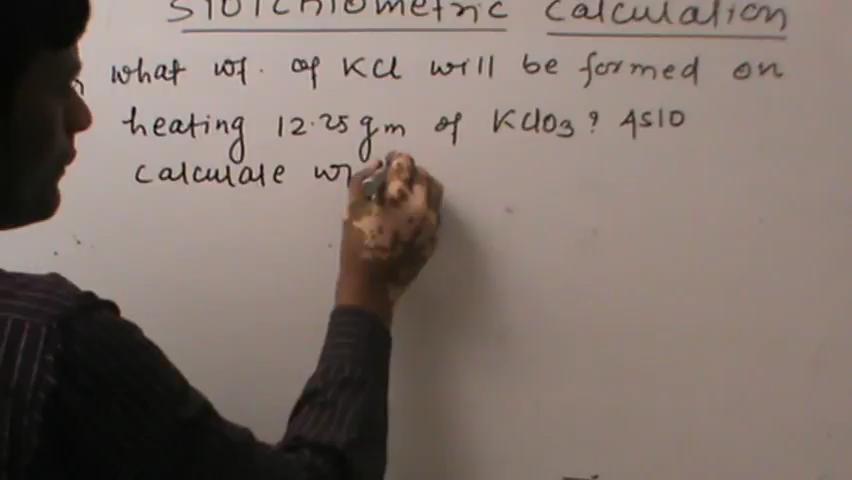 Stoichiometric Calculation
what wt. of KCl will be formed on
heating 12.25 gm of KClO3? Also
calculate